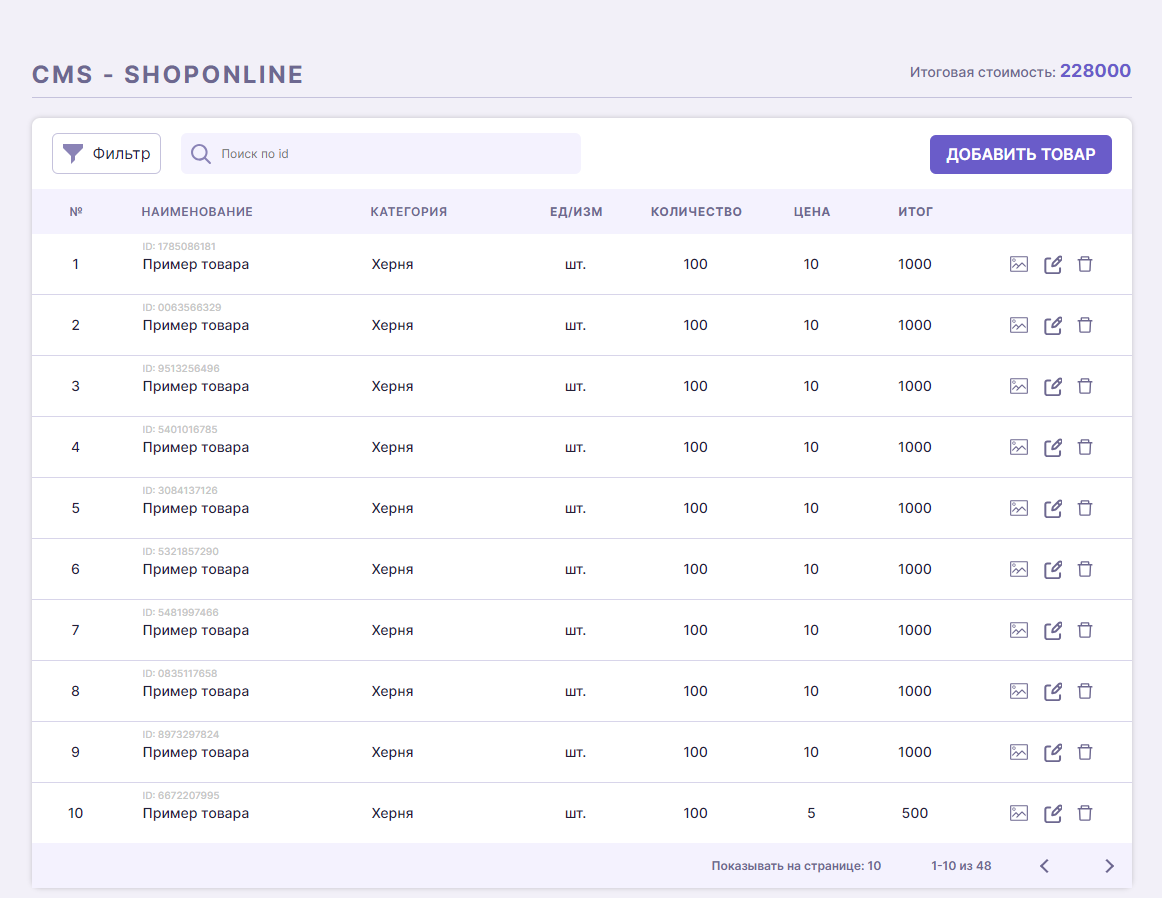 CMS - SHOPONLINE
Итоговая стоимость: 228000
Фильтр
Поиск по id
ДОБАВИТЬ ТОВАР
№ НАИМЕНОВАНИЕ КАТЕГОРИЯ ЕД/ИЗМ КОЛИЧЕСТВО ЦЕНА ИТОГ
ID: 1785086181
1 Пример товара Херня шт. 100 10 1000
ID: 0063566329
2 Пример товара Херня шт. 100 10 1000
ID: 9513256496
3 Пример товара Херня шт. 100 10 1000
ID: 5401016785
4 Пример товара Херня шт. 100 10 1000
ID: 3084137126
5 Пример товара Херня шт. 100 10 1000
ID: 5321857290
6 Пример товара Херня шт. 100 10 1000
ID: 5481997466
7 Пример товара Херня шт. 100 10 1000
ID: 0835117658
8 Пример товара Херня шт. 100 10 1000
ID: 8973297824
9 Пример товара Херня шт. 100 10 1000
ID: 6672207995
10 Пример товара Херня шт. 100 5 500
Показывать на странице: 10
1-10 из 48